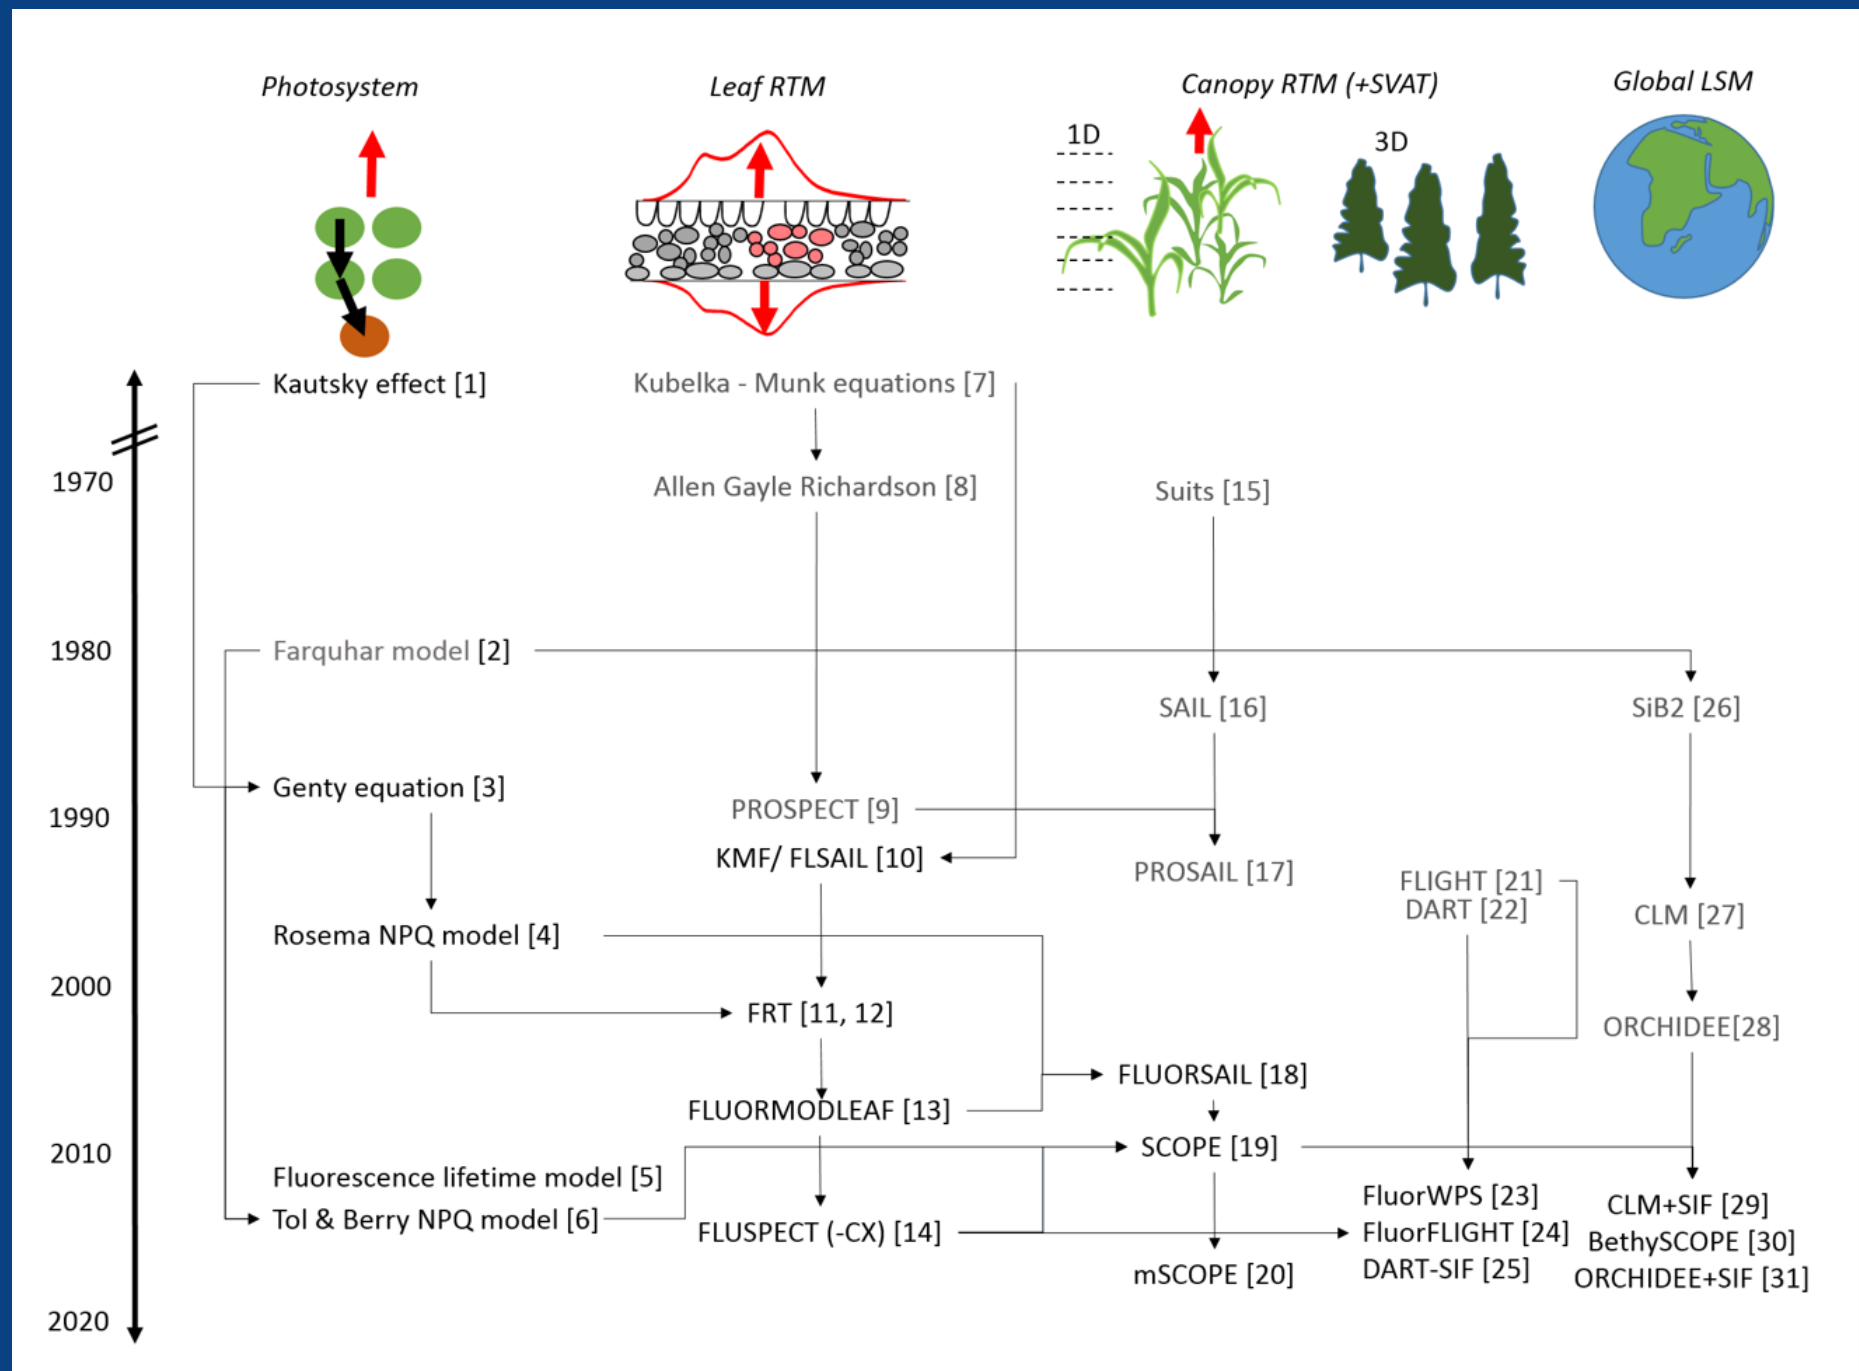 Photosystem
Leaf RTM
Canopy RTM (+SVAT)
Global LSM
1D
3D
Kautsky effect [1]
Kubelka - Munk equations [7]
1970
Allen Gayle Richardson [8]
Suits [15]
1980
Farquhar model [2]
SAIL [16]
SiB2 [26]
Genty equation [3]
1990
PROSPECT [9]
KMF/ FLSAIL [10]
PROSAIL [17]
FLIGHT [21]
DART [22]
CLM [27]
Rosema NPQ model [4]
2000
FRT [11, 12]
ORCHIDEE[28]
FLUORSAIL [18]
FLUORMODLEAF [13]
2010
SCOPE [19]
Fluorescence lifetime model [5]
Tol & Berry NPQ model [6]
FLUSPECT (-CX) [14]
mSCOPE [20]
FluorWPS [23]
FluorFLIGHT [24]
DART-SIF [25]
CLM+SIF [29]
BethySCOPE [30]
ORCHIDEE+SIF [31]
2020